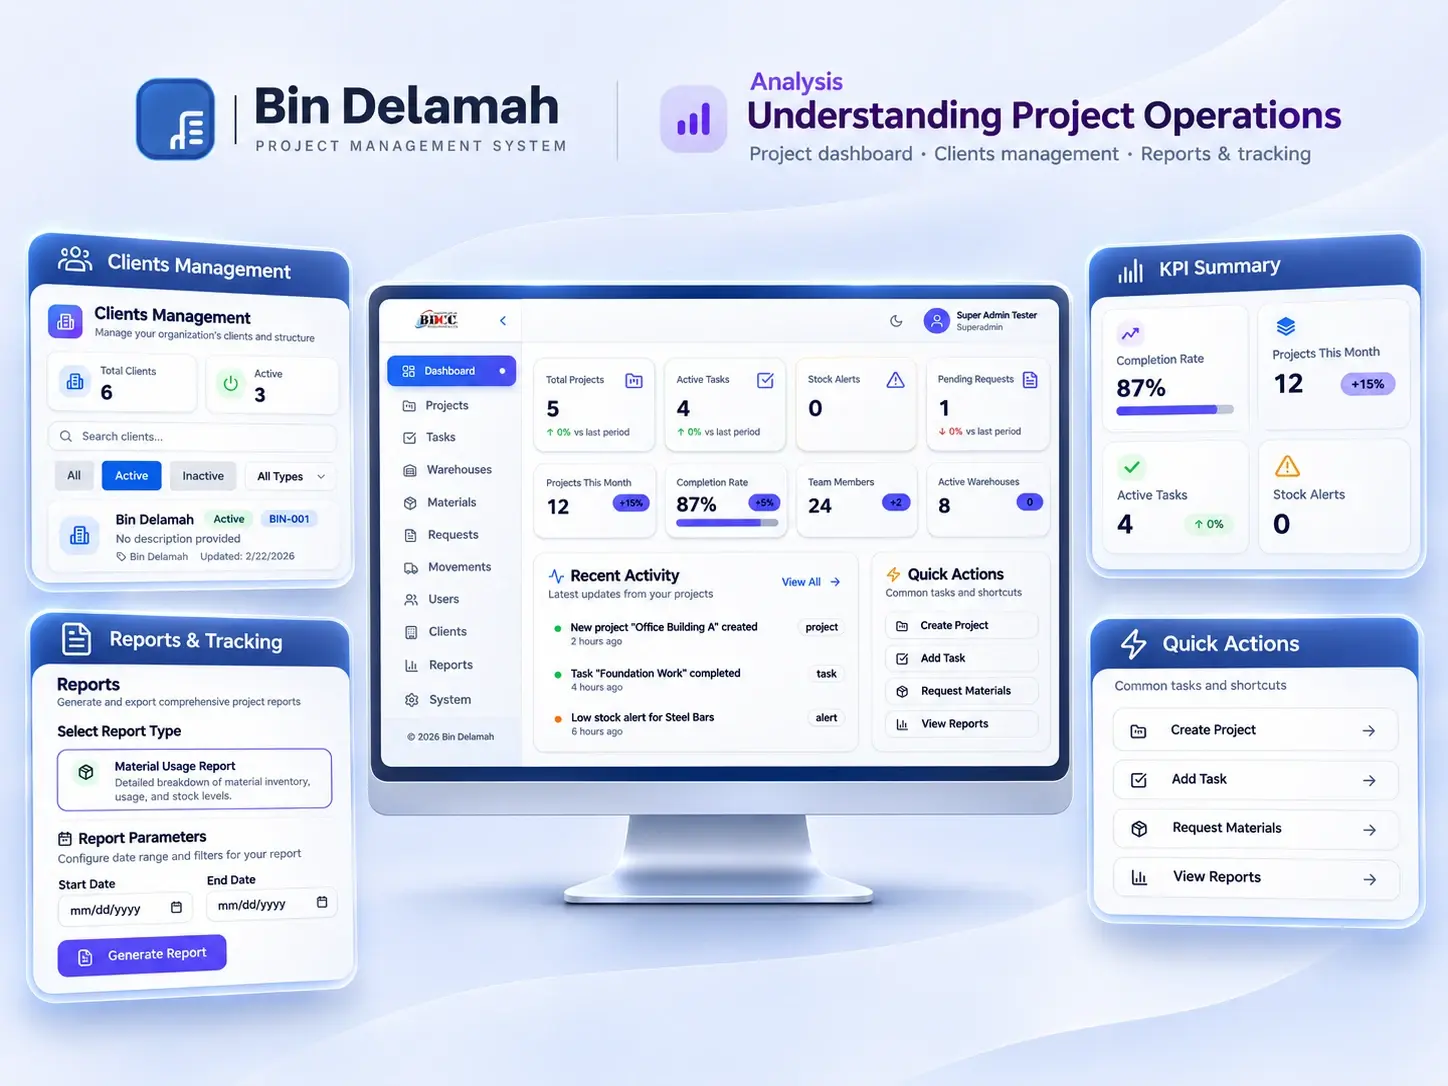 Bin Delamah
PROJECT MANAGEMENT SYSTEM
Analysis
Understanding Project Operations
Project dashboard · Clients management · Reports & tracking
Clients Management
Clients Management
Manage your organization's clients and structure
Total Clients
6
Active
3
Search clients...
All
Active
Inactive
All Types
Bin Delamah
Active
BIN-001
No description provided
Bin Delamah
Updated: 2/22/2026
Reports & Tracking
Reports
Generate and export comprehensive project reports
Select Report Type
Material Usage Report
Detailed breakdown of material inventory,
usage, and stock levels.
Report Parameters
Configure date range and filters for your report
Start Date
End Date
mm/dd/yyyy
mm/dd/yyyy
Generate Report
BDCC
Super Admin Tester
Superadmin
Dashboard
Projects
Tasks
Warehouses
Materials
Requests
Movements
Users
Clients
Reports
System
© 2026 Bin Delamah
Total Projects
5
↑ 0% vs last period
Active Tasks
4
↑ 0% vs last period
Stock Alerts
0
Pending Requests
1
↓ 0% vs last period
Projects This Month
12
+15%
Completion Rate
87%
+5%
Team Members
24
+2
Active Warehouses
8
0
Recent Activity
View All →
Latest updates from your projects
New project "Office Building A" created
project
2 hours ago
Task "Foundation Work" completed
task
4 hours ago
Low stock alert for Steel Bars
alert
6 hours ago
Quick Actions
Common tasks and shortcuts
Create Project
Add Task
Request Materials
View Reports
KPI Summary
Completion Rate
87%
Projects This Month
12
+15%
Active Tasks
4
↑ 0%
Stock Alerts
0
Quick Actions
Common tasks and shortcuts
Create Project →
Add Task →
Request Materials →
View Reports →